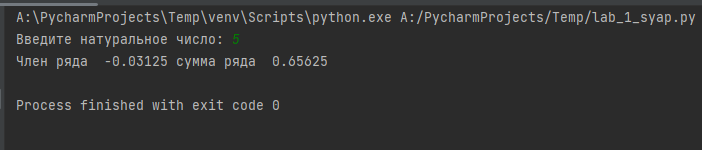 A:\PycharmProjects\Temp\venv\Scripts\python.exe A:/PycharmProjects/Temp/lab_1_syap.py
Введите натуральное число: 5
Член ряда  -0.03125 сумма ряда  0.65625
Process finished with exit code 0